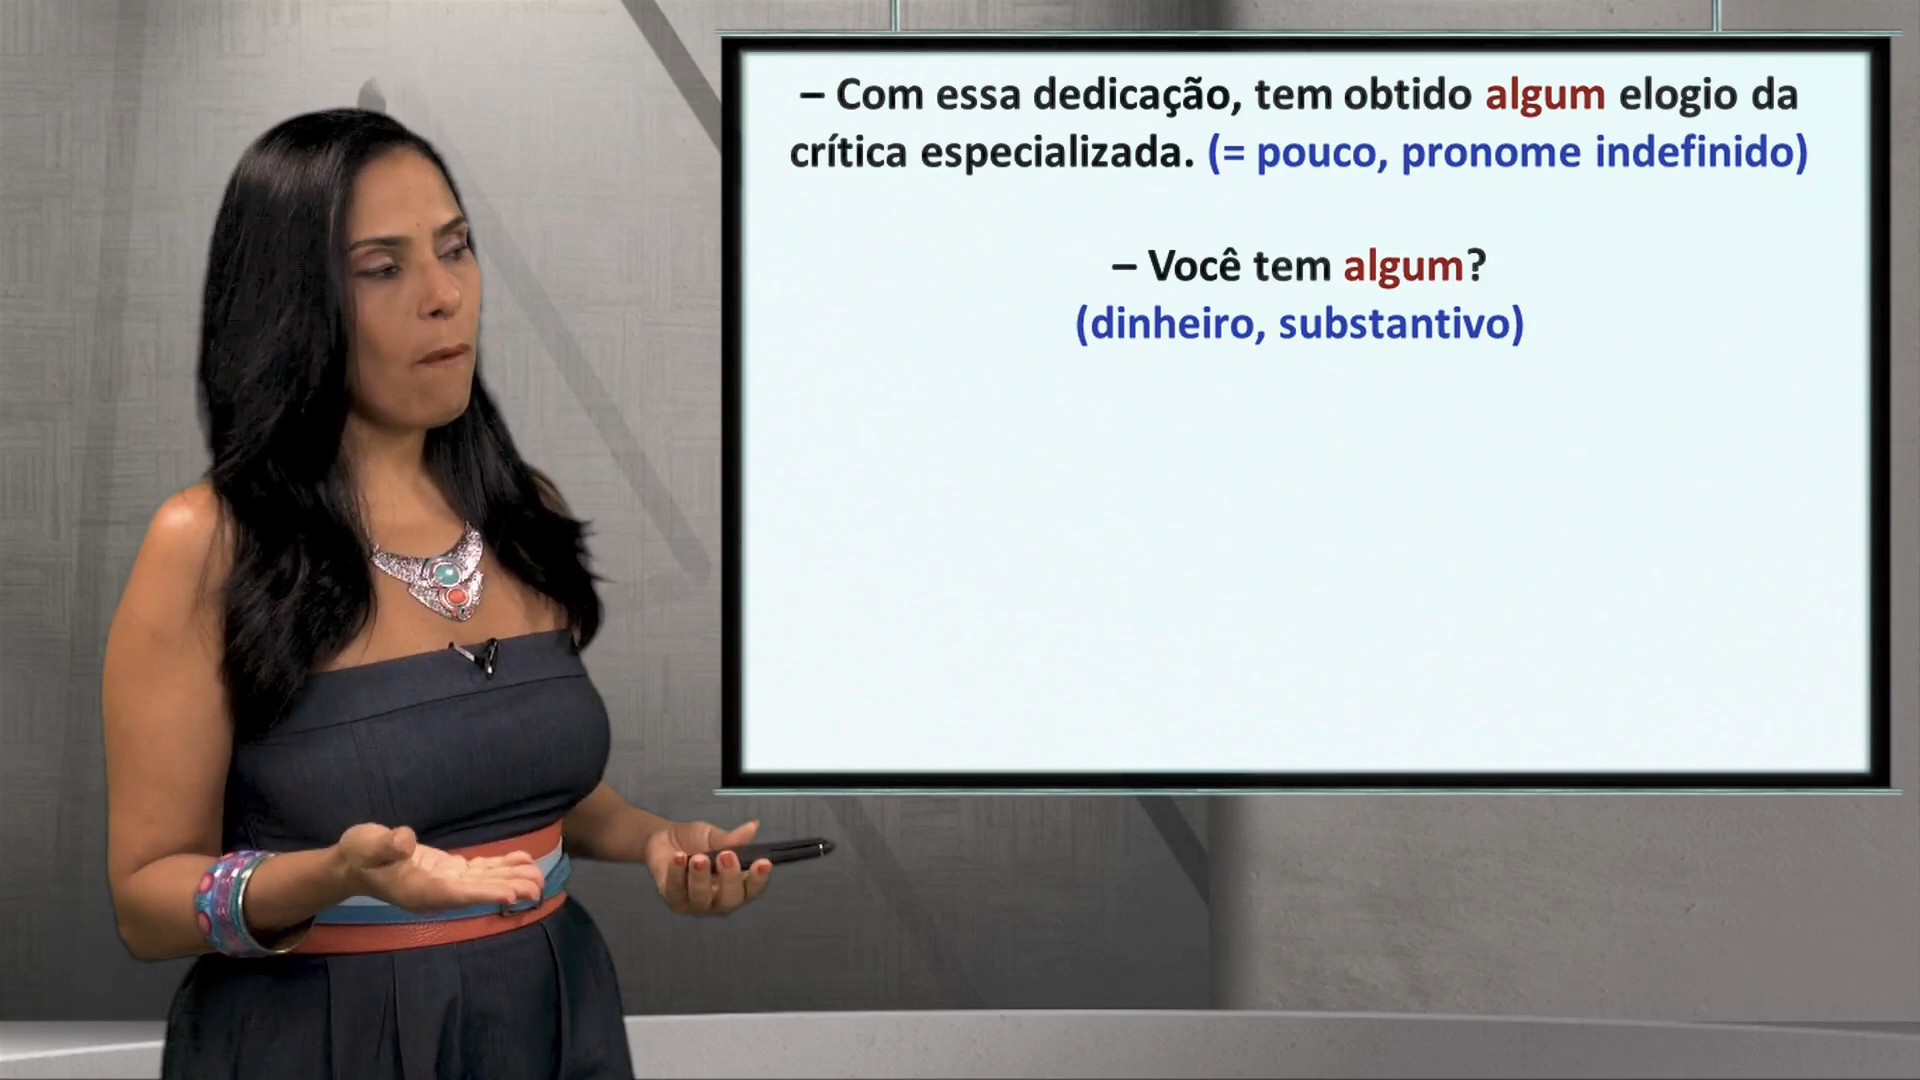 – Com essa dedicação, tem obtido algum elogio da
crítica especializada. (= pouco, pronome indefinido)
– Você tem algum?
(dinheiro, substantivo)